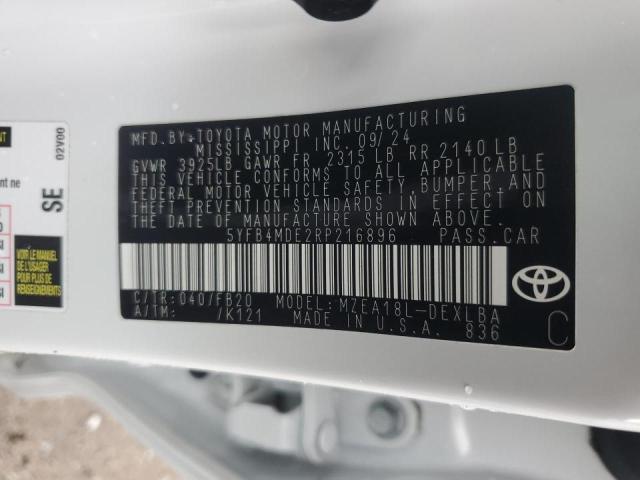 MFD. BY: TOYOTA MOTOR MANUFACTURING
MISSISSIPPI INC. 09/24
GVWR 3925LB GAWR FR 2315 LB RR 2140 LB
THIS VEHICLE CONFORMS TO ALL APPLICABLE
FEDERAL MOTOR VEHICLE SAFETY, BUMPER, AND
THEFT PREVENTION STANDARDS IN EFFECT ON
THE DATE OF MANUFACTURE SHOWN ABOVE.
5YFB4MDE2RP216896 PASS.CAR
C/TR: 040/FB20 MODEL: MZEA18L-DEXLBA
A/TM: /K121 MADE IN U.S.A. 836
TOYOTA
C
02V00
SE
nt ne
MANUEL
DE L'USAGER
POUR PLUS DE
RENSEIGNEMENTS